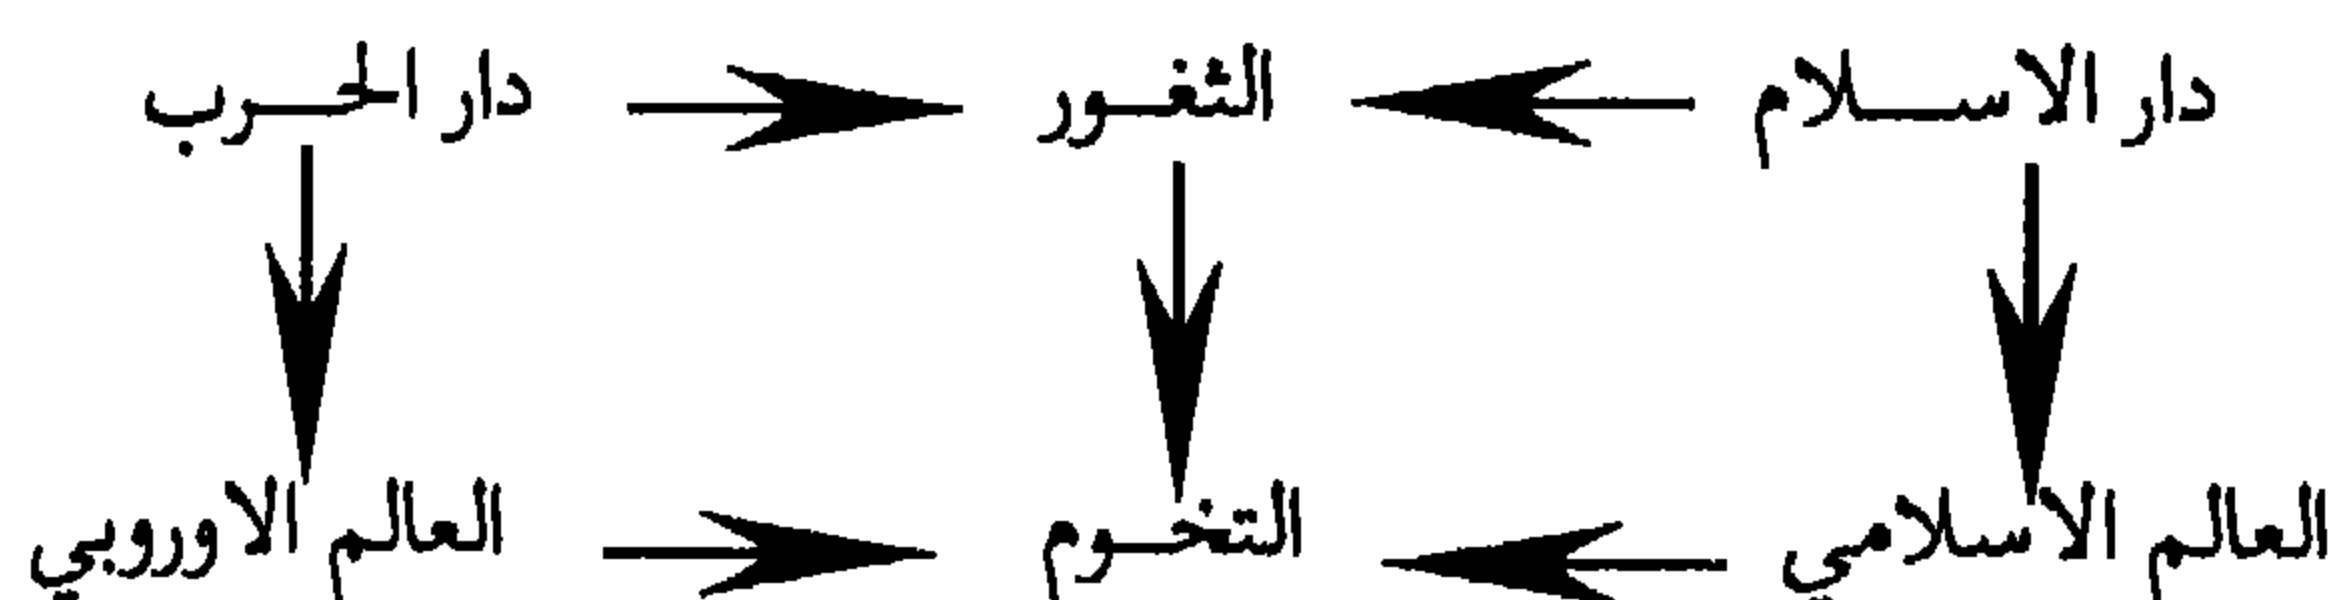 دار الاسلام الثغور دار الحرب
العالم الاسلامي التخوم العالم الاوروبي